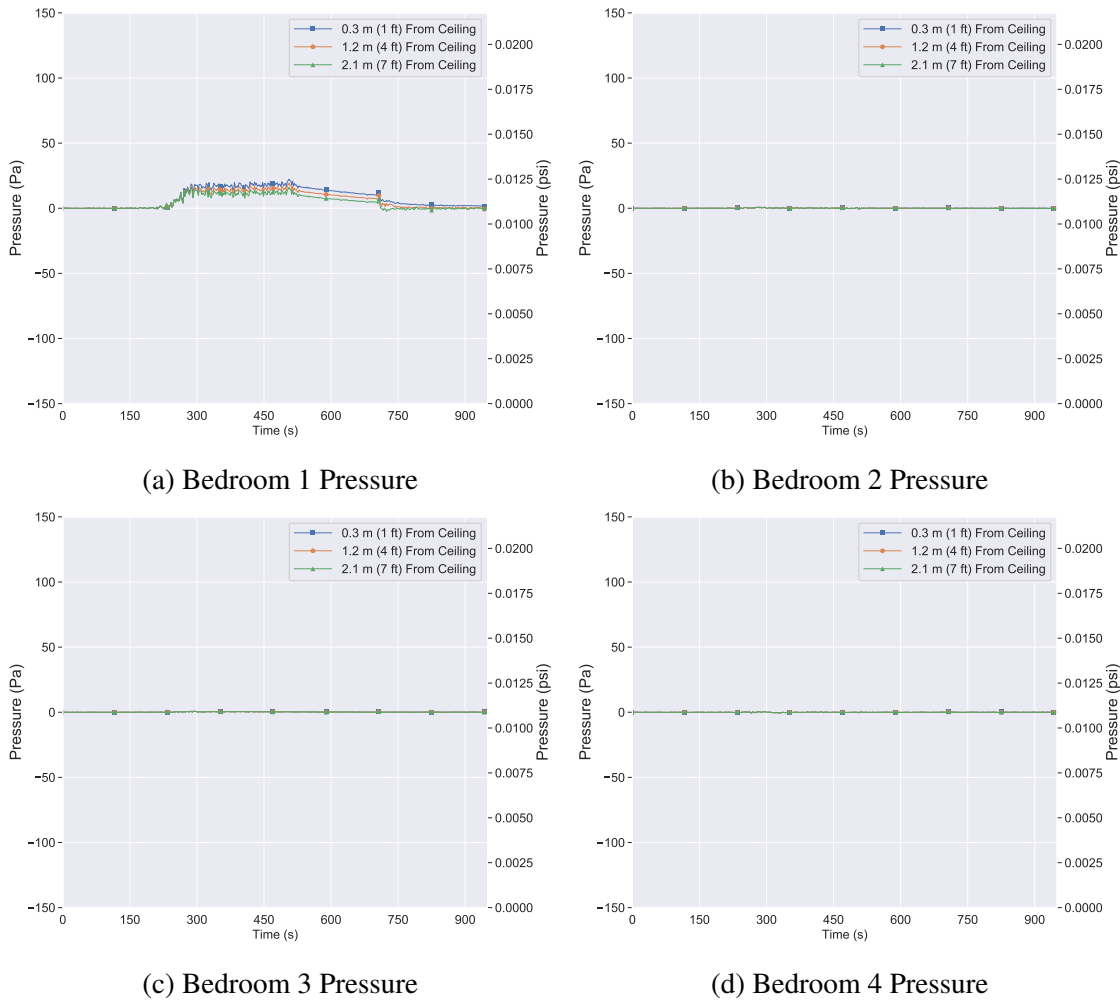 150
100
50
0
−50
−100
−150
Pressure (Pa)
0 150 300 450 600 750 900
Time (s)
0.0200
0.0175
0.0150
0.0125
0.0100
0.0075
0.0050
0.0025
0.0000
Pressure (psi)
0.3 m (1 ft) From Ceiling
1.2 m (4 ft) From Ceiling
2.1 m (7 ft) From Ceiling
(a) Bedroom 1 Pressure
150
100
50
0
−50
−100
−150
Pressure (Pa)
0 150 300 450 600 750 900
Time (s)
0.0200
0.0175
0.0150
0.0125
0.0100
0.0075
0.0050
0.0025
0.0000
Pressure (psi)
0.3 m (1 ft) From Ceiling
1.2 m (4 ft) From Ceiling
2.1 m (7 ft) From Ceiling
(b) Bedroom 2 Pressure
150
100
50
0
−50
−100
−150
Pressure (Pa)
0 150 300 450 600 750 900
Time (s)
0.0200
0.0175
0.0150
0.0125
0.0100
0.0075
0.0050
0.0025
0.0000
Pressure (psi)
0.3 m (1 ft) From Ceiling
1.2 m (4 ft) From Ceiling
2.1 m (7 ft) From Ceiling
(c) Bedroom 3 Pressure
150
100
50
0
−50
−100
−150
Pressure (Pa)
0 150 300 450 600 750 900
Time (s)
0.0200
0.0175
0.0150
0.0125
0.0100
0.0075
0.0050
0.0025
0.0000
Pressure (psi)
0.3 m (1 ft) From Ceiling
1.2 m (4 ft) From Ceiling
2.1 m (7 ft) From Ceiling
(d) Bedroom 4 Pressure